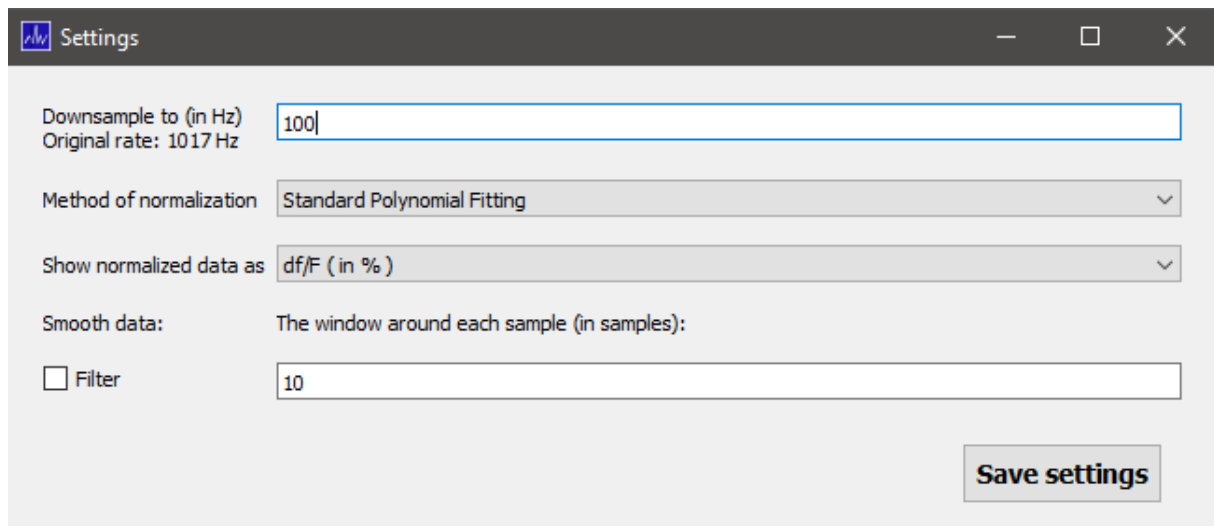 Settings
Downsample to (in Hz)
Original rate: 1017 Hz
100
Method of normalization
Standard Polynomial Fitting
Show normalized data as
df/F ( in % )
Smooth data:
The window around each sample (in samples):
Filter
10
Save settings